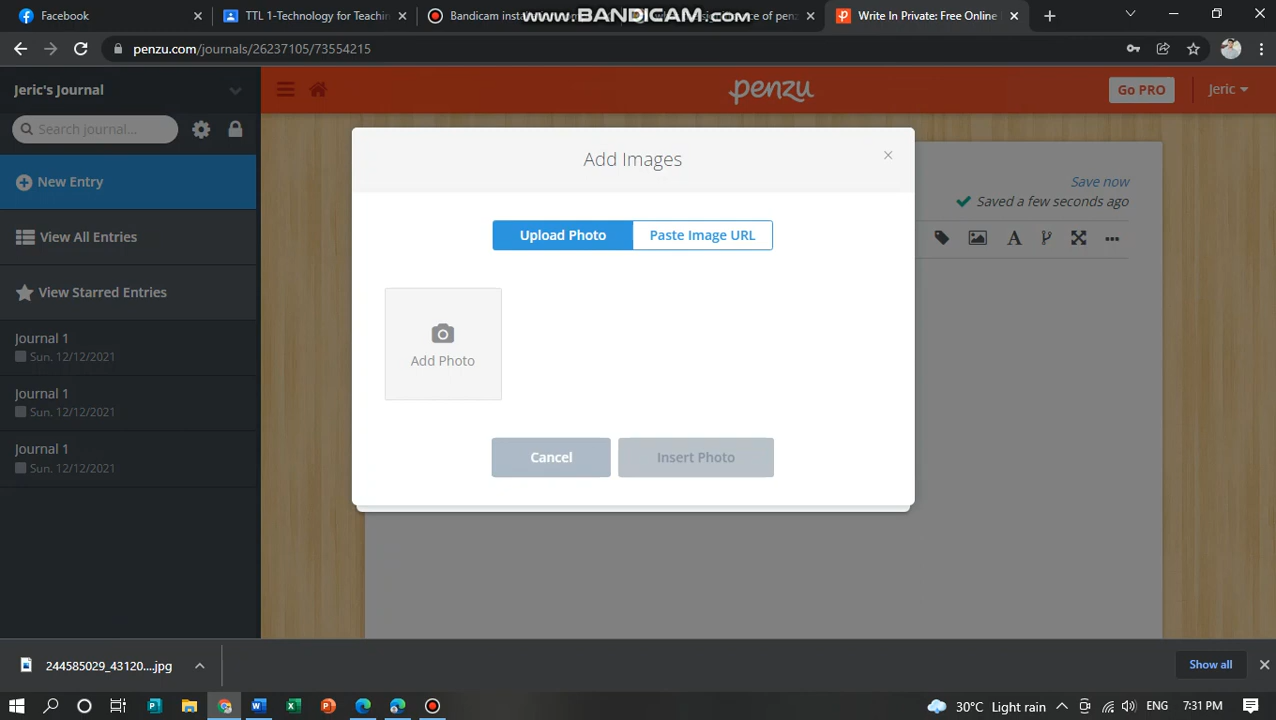 Facebook
TTL 1-Technology for Teachin
Bandicam inst
www.BANDICAM.com
ce of penz
Write In Private: Free Online
penzu.com/journals/26237105/73554215
Jeric's Journal
penzu
Go PRO
Jeric
Search journal...
New Entry
View All Entries
View Starred Entries
Journal 1
Sun. 12/12/2021
Journal 1
Sun. 12/12/2021
Journal 1
Sun. 12/12/2021
Add Images
Save now
Saved a few seconds ago
Upload Photo
Paste Image URL
Add Photo
Cancel
Insert Photo
244585029_43120....jpg
Show all
30°C Light rain
ENG
7:31 PM